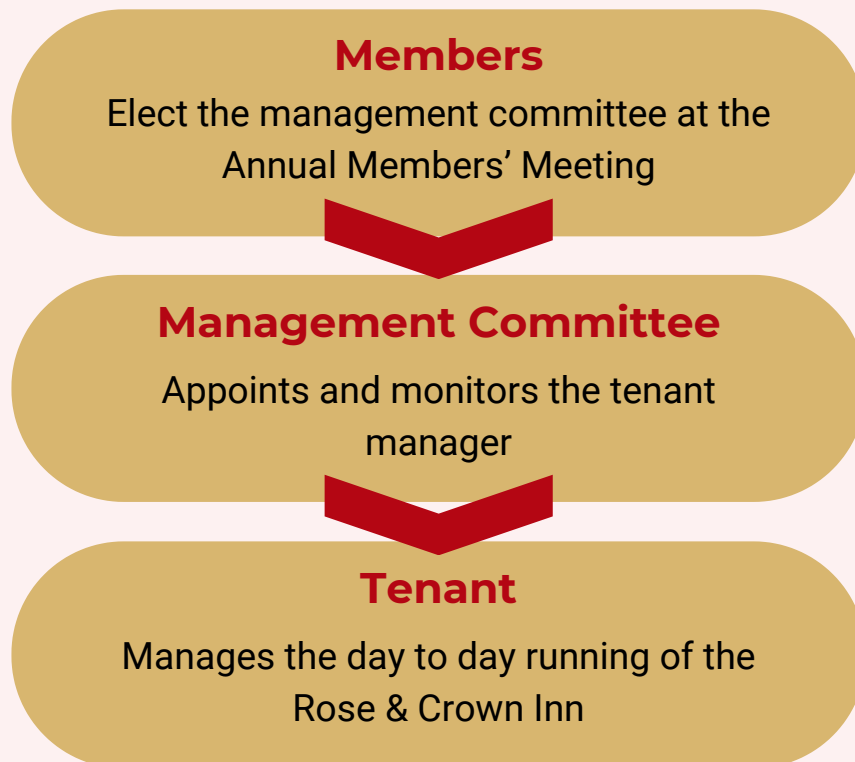 Members
Elect the management committee at the
Annual Members’ Meeting
Management Committee
Appoints and monitors the tenant
manager
Tenant
Manages the day to day running of the
Rose & Crown Inn